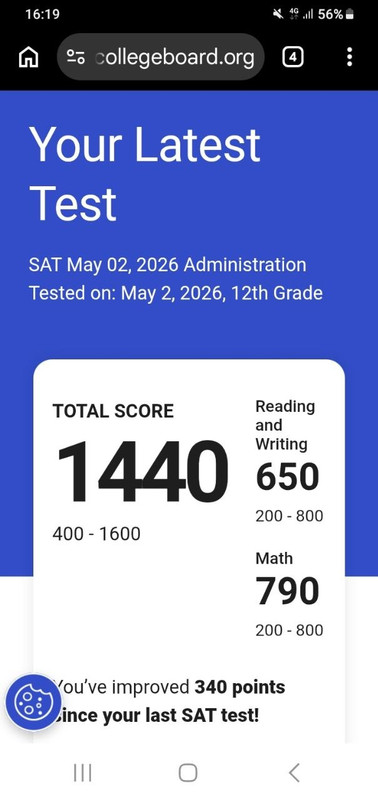 16:19
4G
56%
collegeboard.org
4
Your Latest
Test
SAT May 02, 2026 Administration
Tested on: May 2, 2026, 12th Grade
TOTAL SCORE
1440
400 - 1600
Reading
and
Writing
650
200 - 800
Math
790
200 - 800
You've improved 340 points
since your last SAT test!